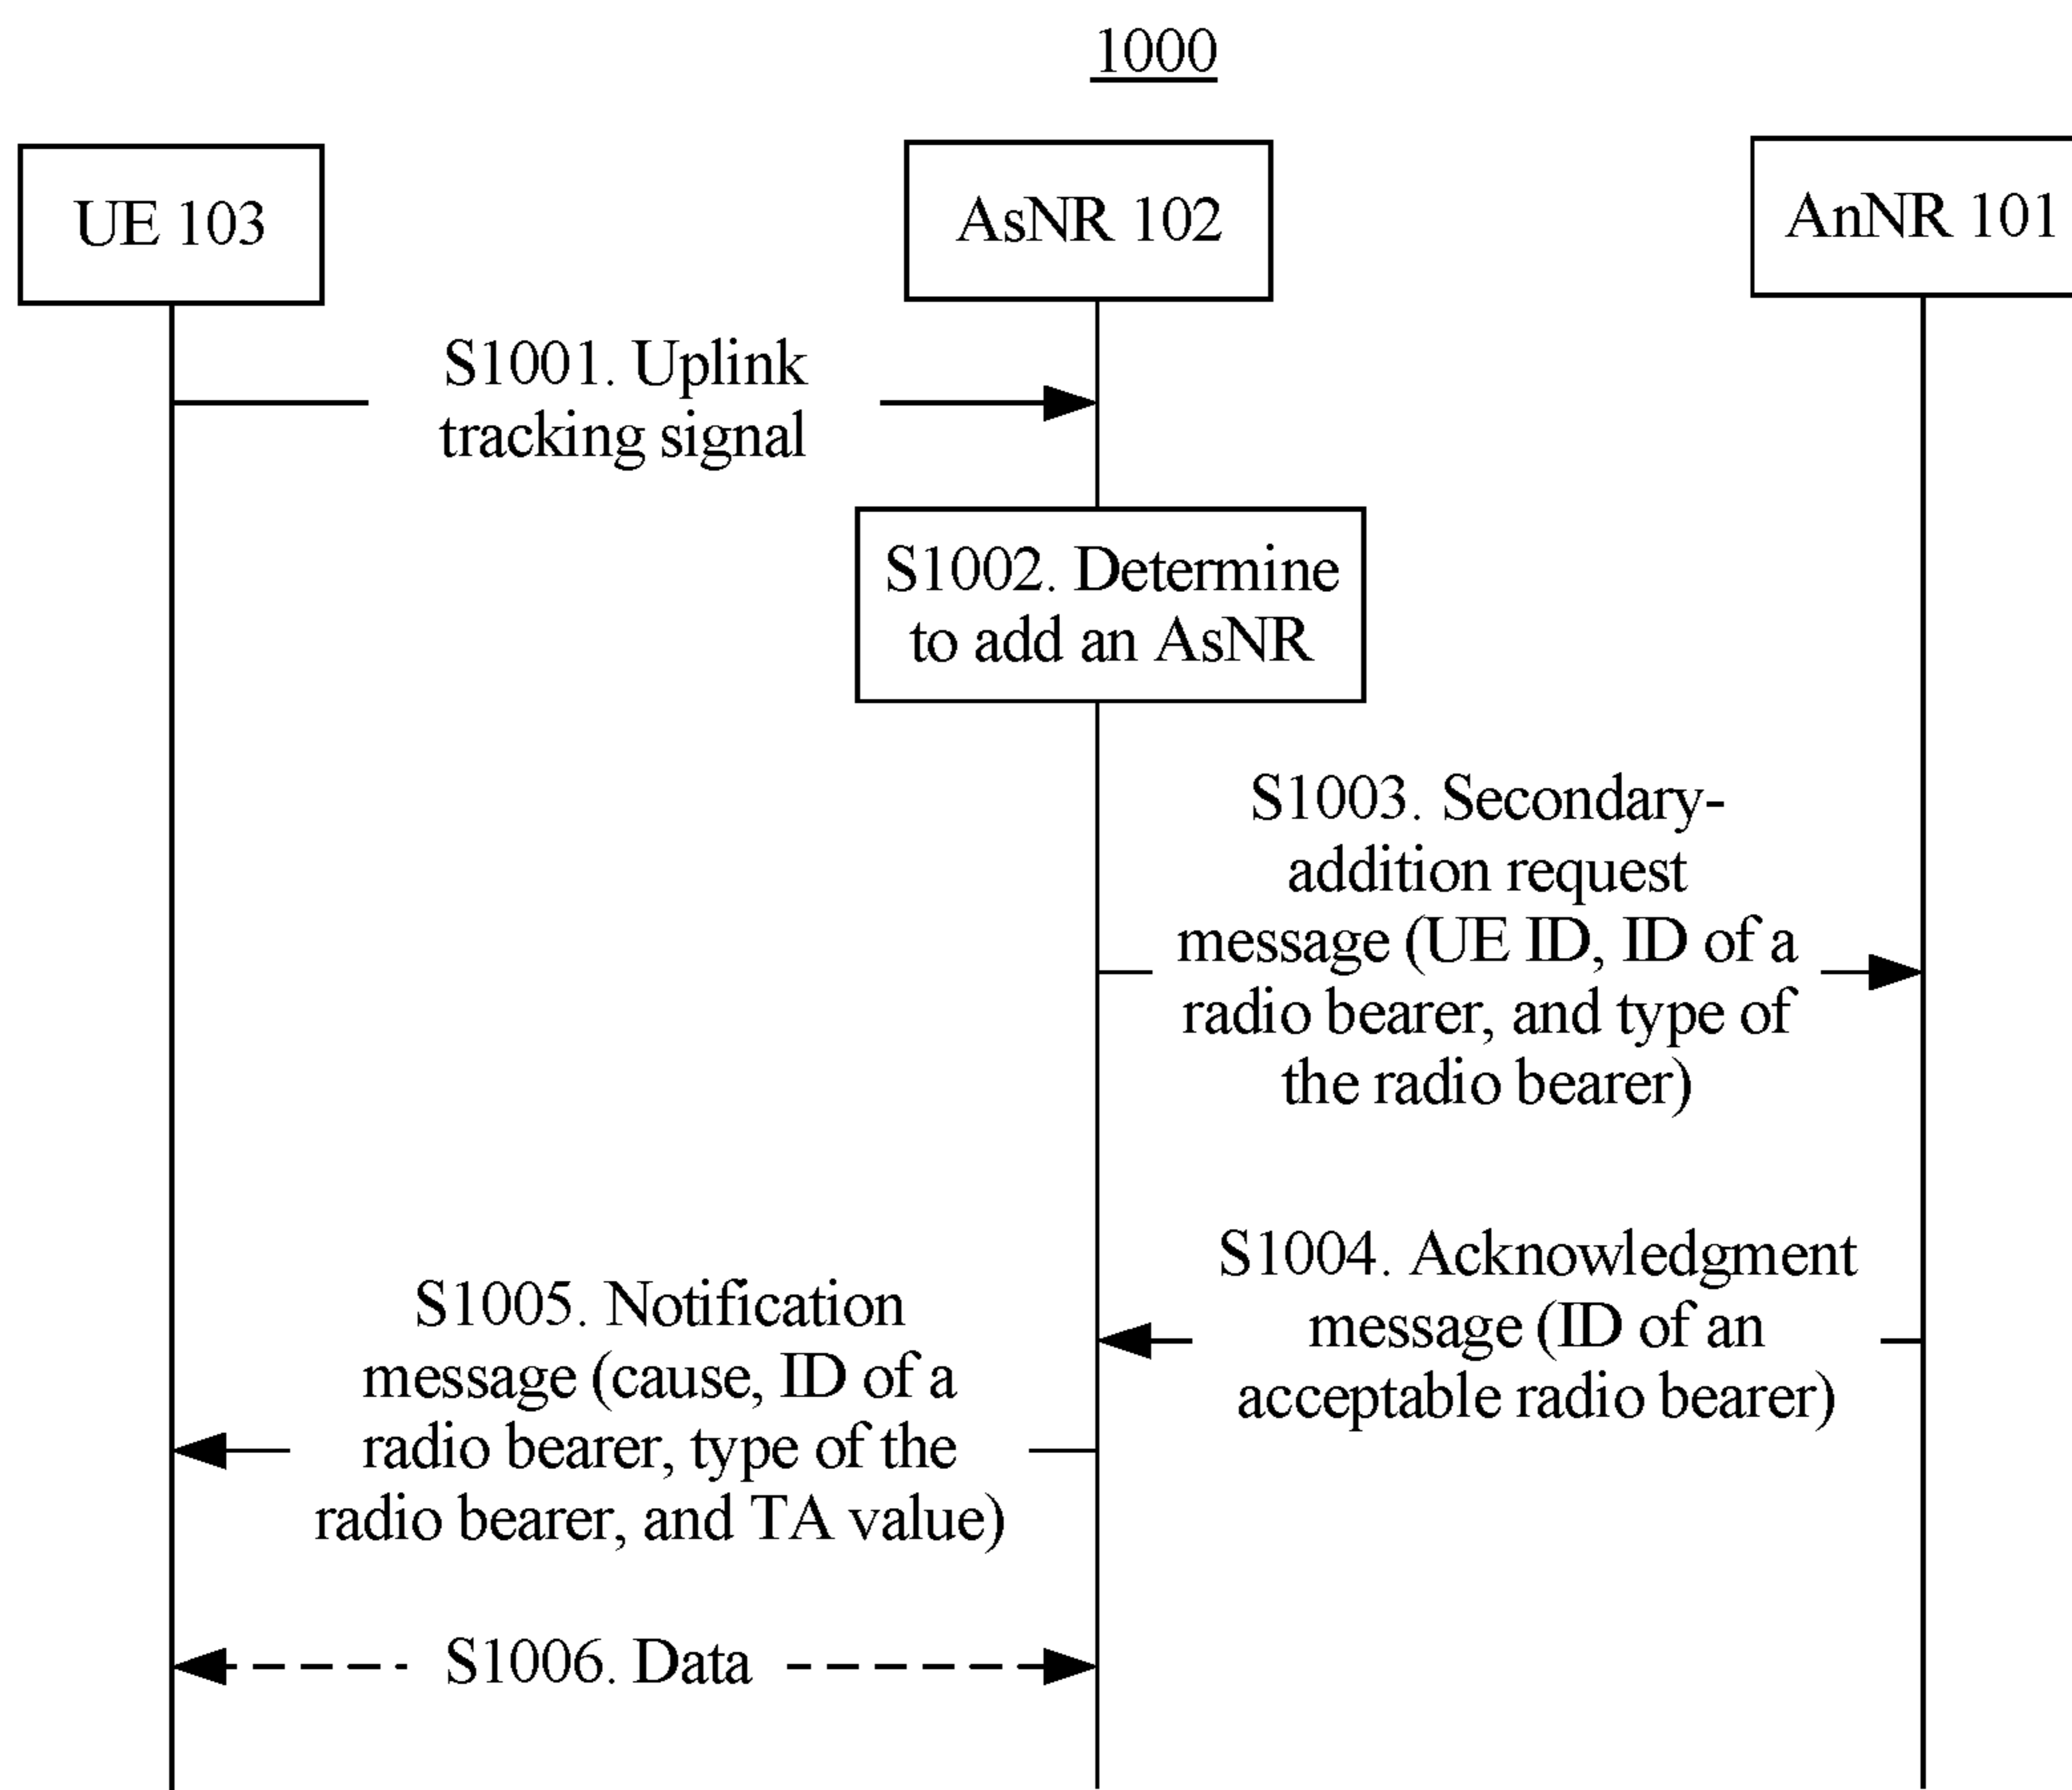 1000
UE 103
AsNR 102
AnNR 101
S1001. Uplink
tracking signal
S1002. Determine
to add an AsNR
S1003. Secondary-
addition request
message (UE ID, ID of a
radio bearer, and type of
the radio bearer)
S1004. Acknowledgment
message (ID of an
acceptable radio bearer)
S1005. Notification
message (cause, ID of a
radio bearer, type of the
radio bearer, and TA value)
S1006. Data